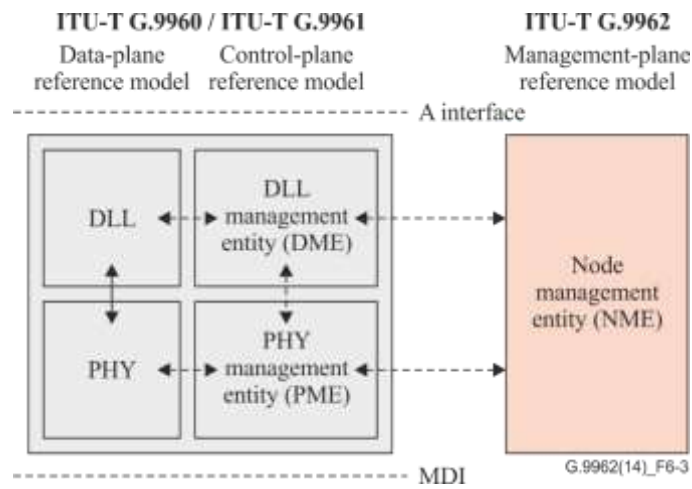 ITU-T G.9960 / ITU-T G.9961
Data-plane
reference model
Control-plane
reference model
ITU-T G.9962
Management-plane
reference model
A interface
DLL
DLL
management
entity (DME)
Node
management
entity (NME)
PHY
PHY
management
entity (PME)
MDI
G.9962(14)_F6-3